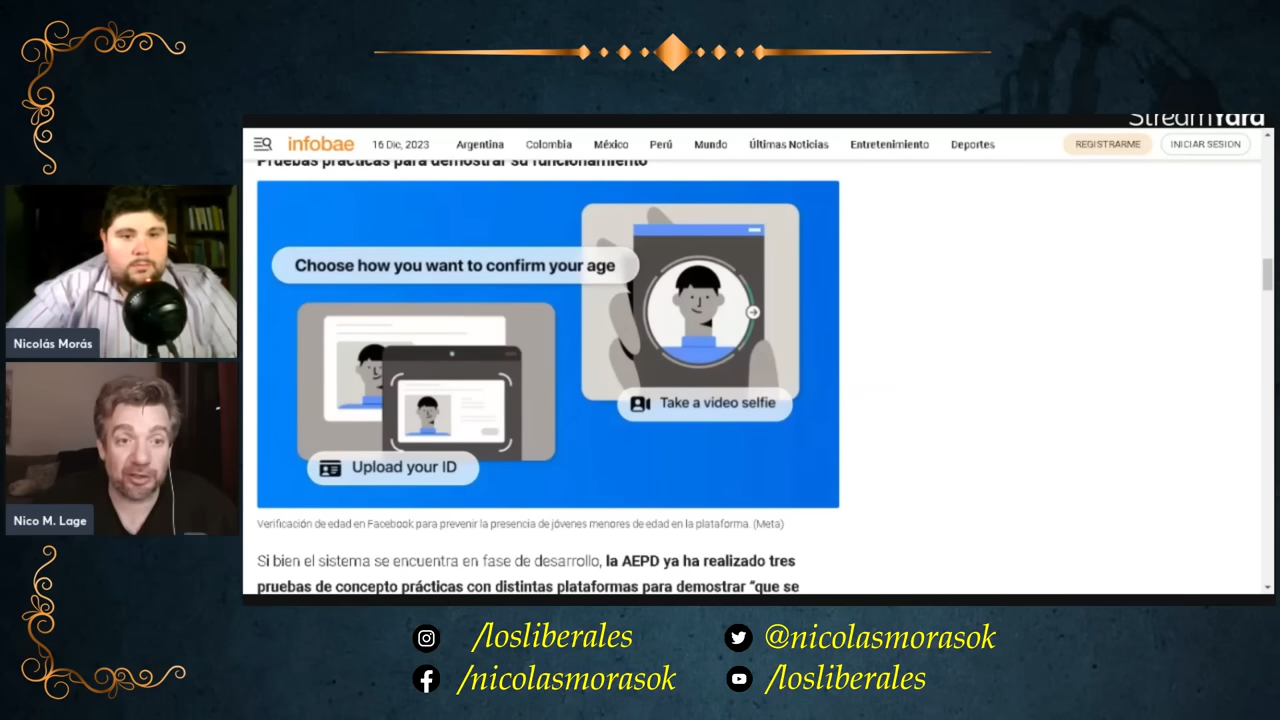 StreamYard
infobae
16 Dic, 2023
Argentina
Colombia
México
Perú
Mundo
Últimas Noticias
Entretenimiento
Deportes
REGISTRARME
INICIAR SESION
Pruebas prácticas para demostrar su funcionamiento
Choose how you want to confirm your age
Take a video selfie
Upload your ID
Nicolás Morás
Nico M. Lage
Verificación de edad en Facebook para prevenir la presencia de jóvenes menores de edad en la plataforma. (Meta)
Si bien el sistema se encuentra en fase de desarrollo, la AEPD ya ha realizado tres
pruebas de concepto prácticas con distintas plataformas para demostrar “que se
/losliberales
@nicolasmorasok
/nicolasmorasok
/losliberales